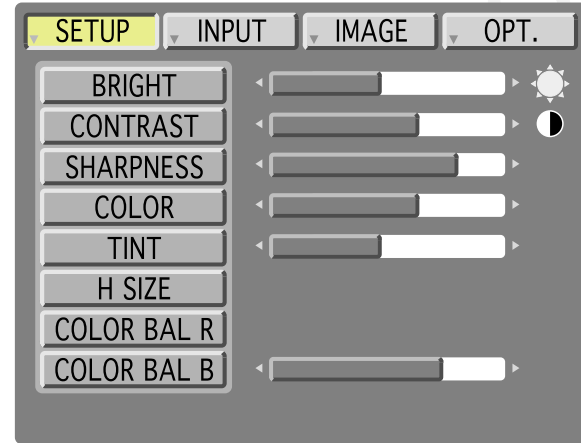 SETUP INPUT IMAGE OPT.
BRIGHT
CONTRAST
SHARPNESS
COLOR
TINT
H SIZE
COLOR BAL R
COLOR BAL B